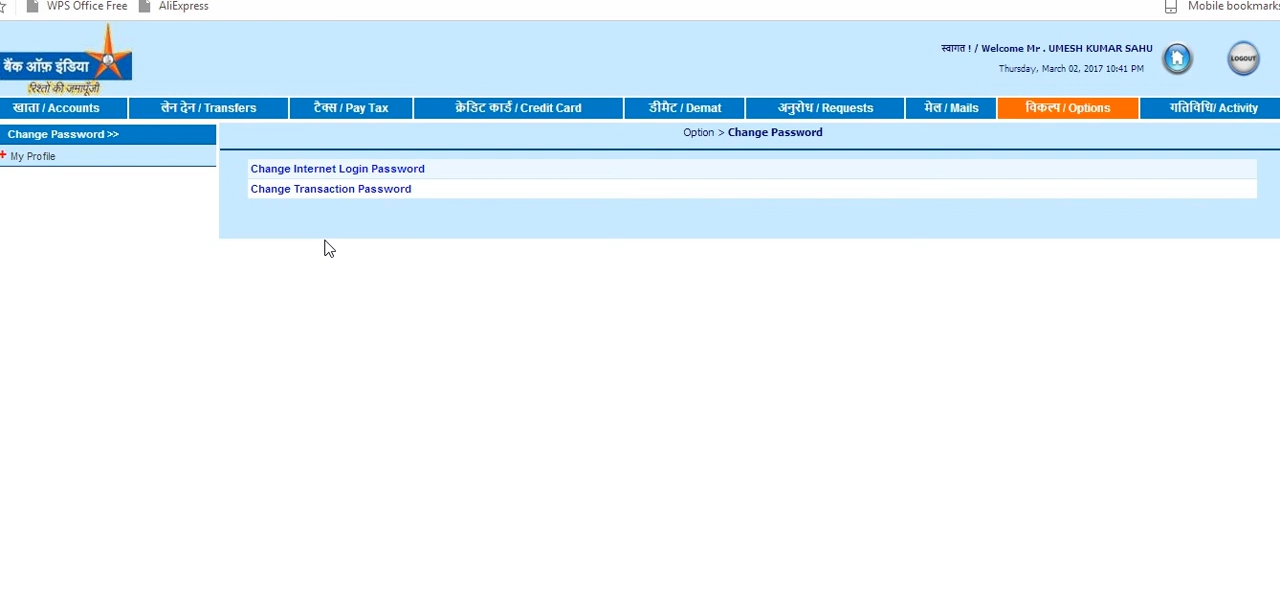 WPS Office Free AliExpress Mobile bookmarks
बैंक ऑफ़ इंडिया
रिश्तों की जमापूँजी
स्वागत ! / Welcome Mr . UMESH KUMAR SAHU
Thursday, March 02, 2017 10:41 PM
LOGOUT
खाता / Accounts लेन देन / Transfers टैक्स / Pay Tax क्रेडिट कार्ड / Credit Card डीमैट / Demat अनुरोध / Requests मेल / Mails विकल्प / Options गतिविधि/ Activity
Change Password >>
My Profile
Option > Change Password
Change Internet Login Password
Change Transaction Password